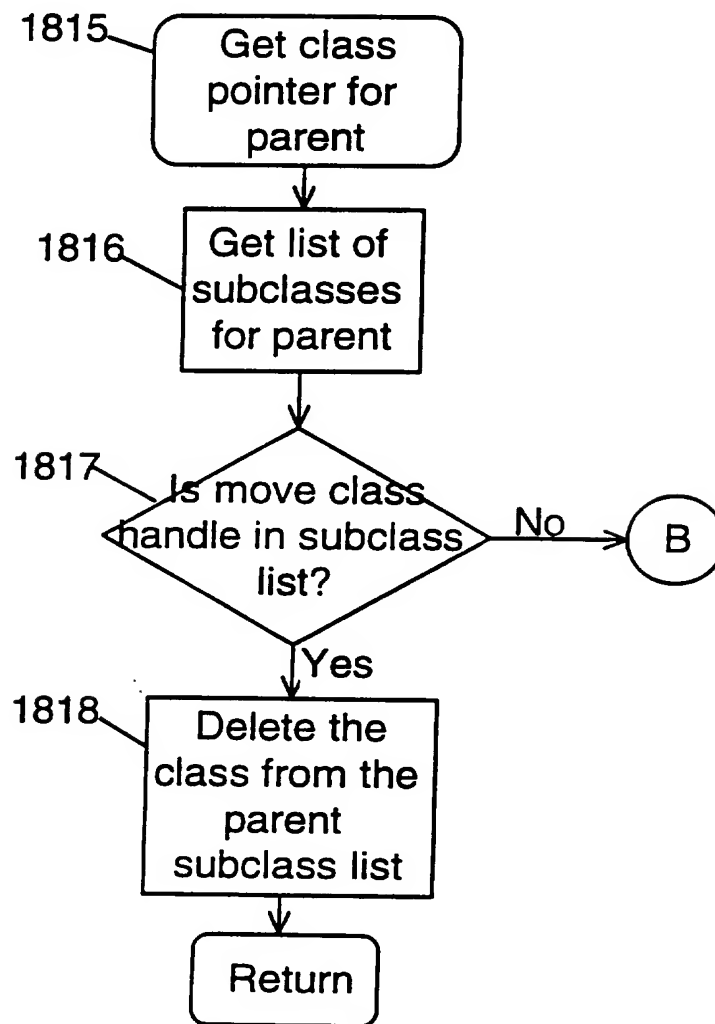 1815
Get class
pointer for
parent
1816
Get list of
subclasses
for parent
1817
Is move class
handle in subclass
list?
No
B
Yes
1818
Delete the
class from the
parent
subclass list
Return